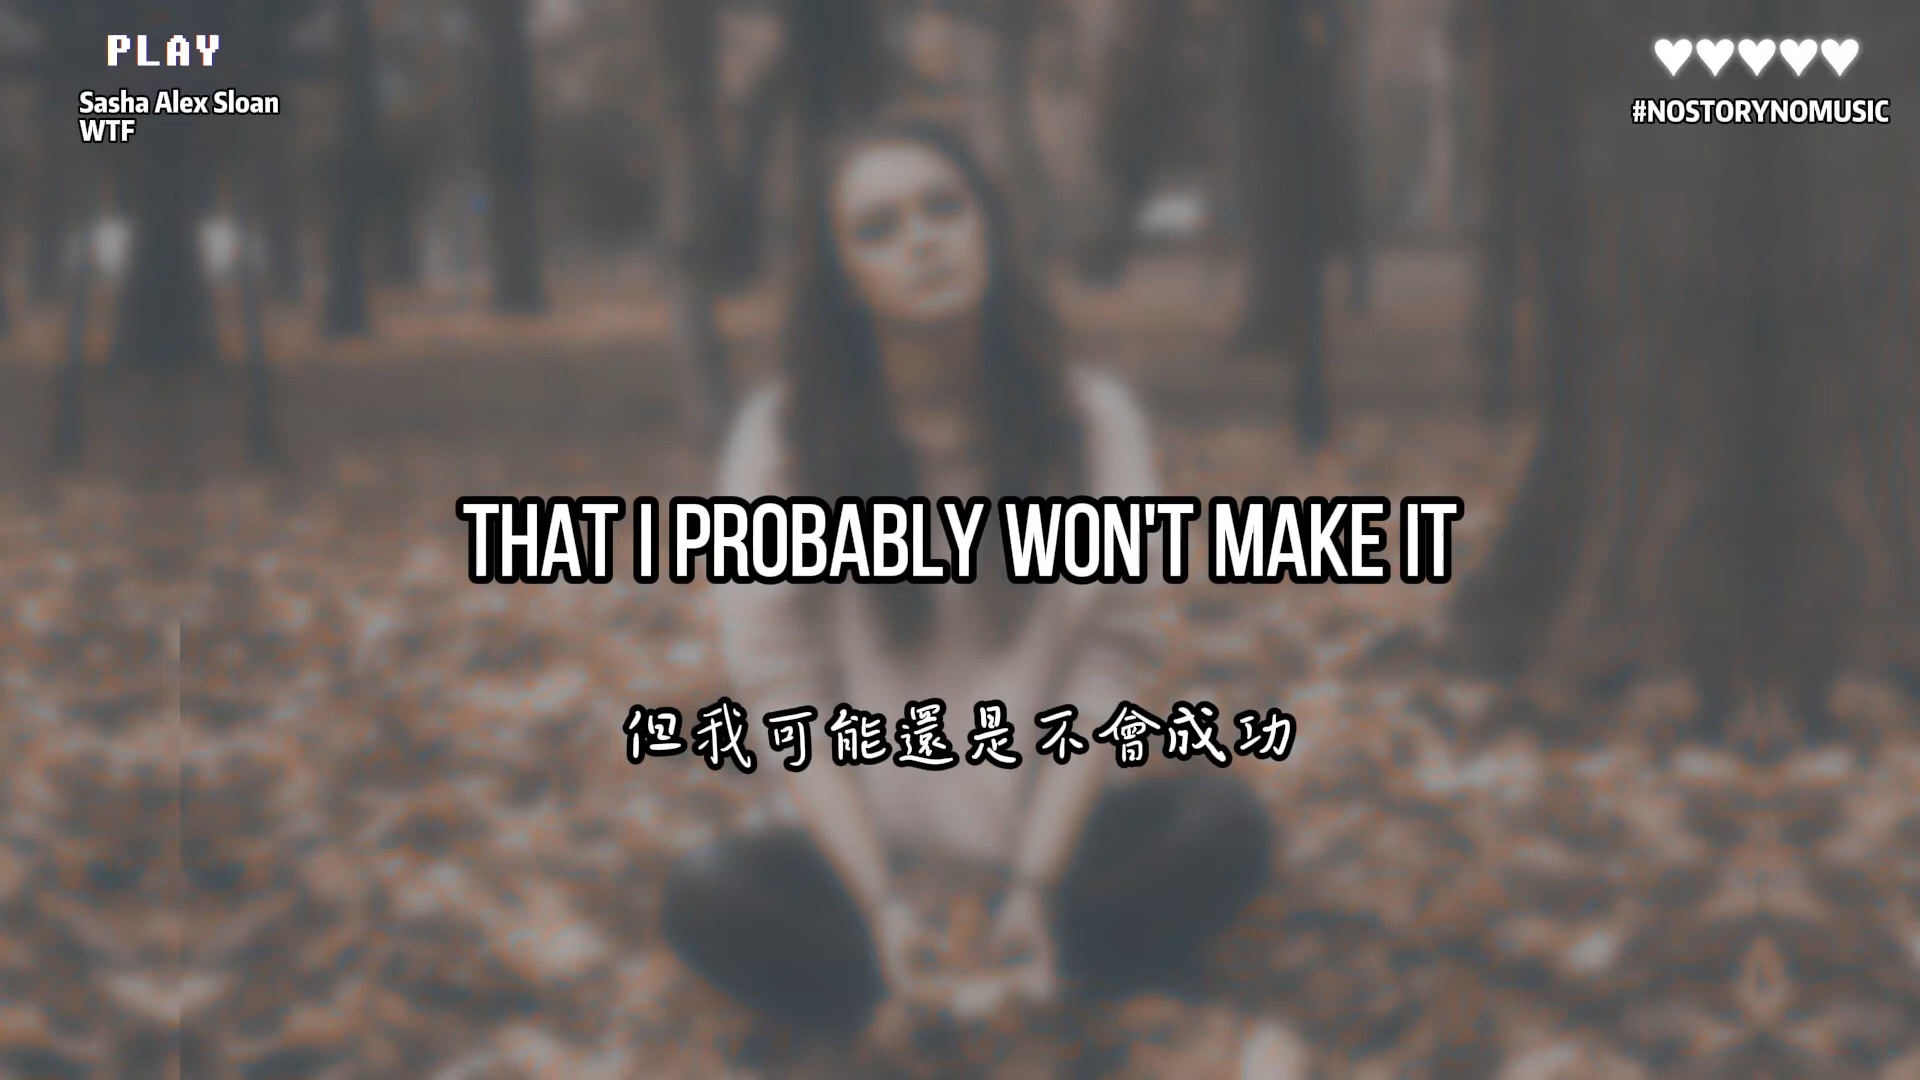 PLAY
Sasha Alex Sloan
WTF
#NOSTORYNOMUSIC
THAT I PROBABLY WON'T MAKE IT
但我可能還是不會成功